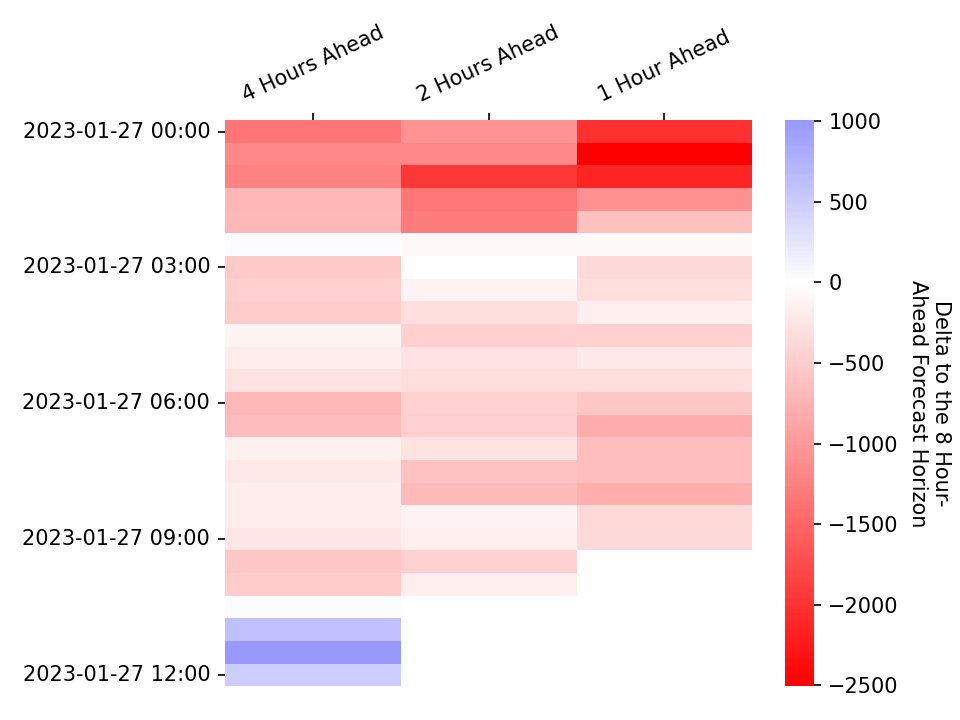 4 Hours Ahead
2 Hours Ahead
1 Hour Ahead
2023-01-27 00:00
2023-01-27 03:00
2023-01-27 06:00
2023-01-27 09:00
2023-01-27 12:00
1000
500
0
−500
−1000
−1500
−2000
−2500
Delta to the 8 Hour-
Ahead Forecast Horizon